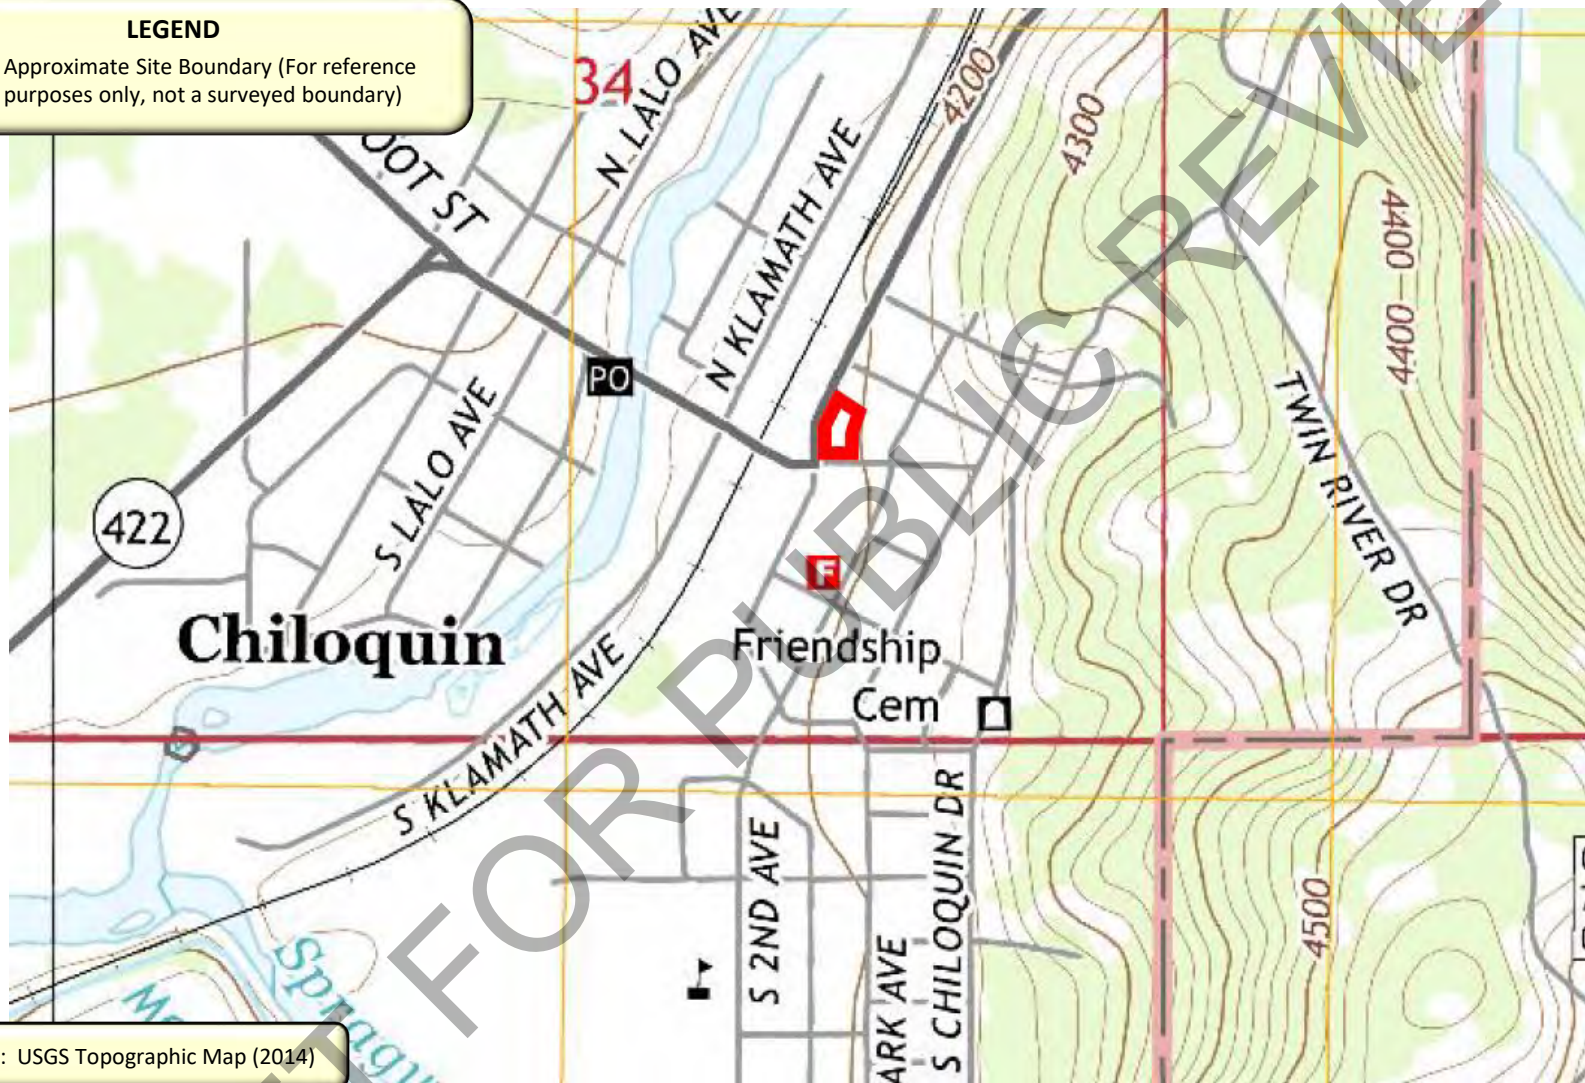 LEGEND
Approximate Site Boundary (For reference
purposes only, not a surveyed boundary)
34
N LALO AVE
OOT ST
N KLAMATH AVE
4200
4300
4400
4400
PO
S LALO AVE
422
TWIN RIVER DR
F
Chiloquin
Friendship
Cem
S KLAMATH AVE
S 2ND AVE
ARK AVE
S CHILOQUIN DR
4500
Spragu
: USGS Topographic Map (2014)
T FOR PUBLIC REVIE